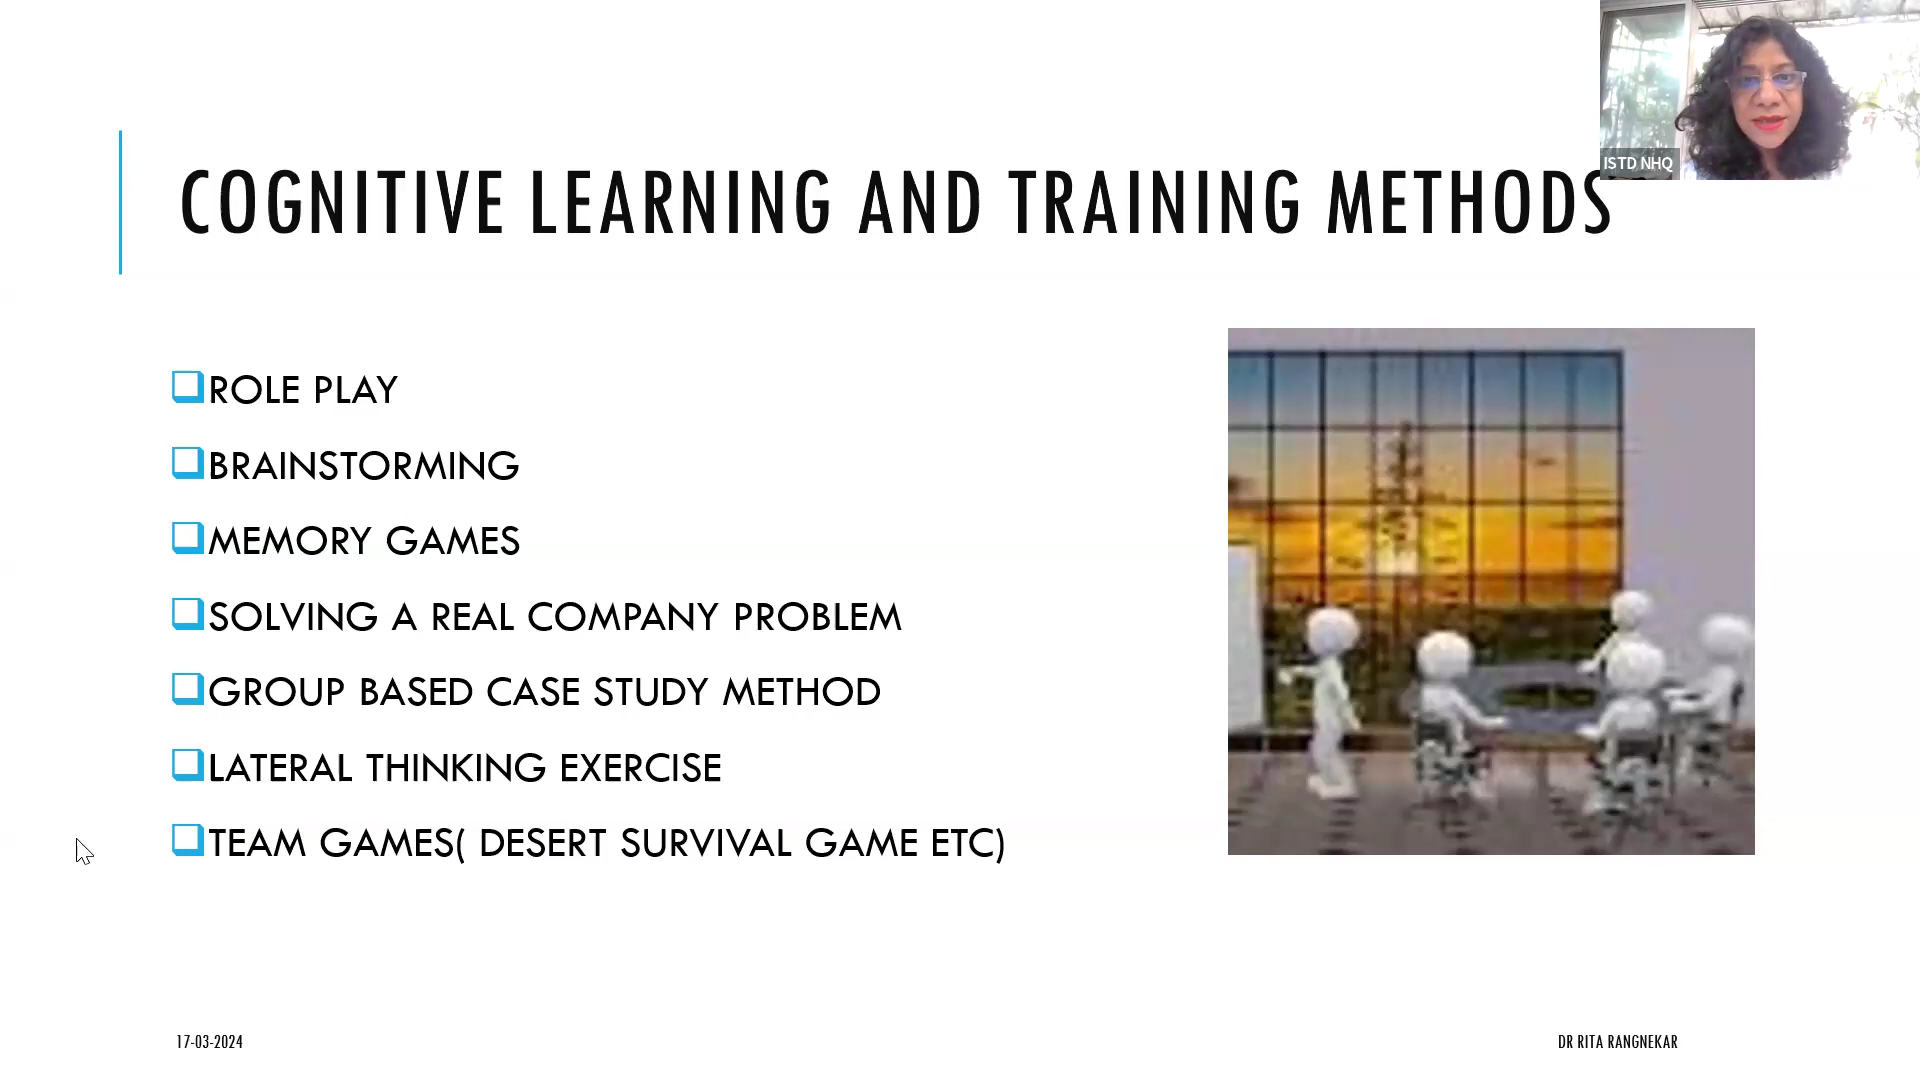 ISTD NHQ
COGNITIVE LEARNING AND TRAINING METHODS
ROLE PLAY
BRAINSTORMING
MEMORY GAMES
SOLVING A REAL COMPANY PROBLEM
GROUP BASED CASE STUDY METHOD
LATERAL THINKING EXERCISE
TEAM GAMES( DESERT SURVIVAL GAME ETC)
17-03-2024
DR RITA RANGNEKAR